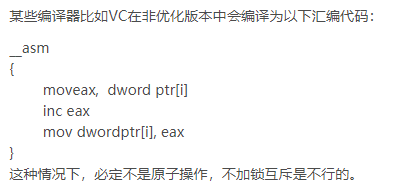 某些编译器比如VC在非优化版本中会编译为以下汇编代码：
__asm
{
moveax,  dword ptr[i]
inc eax
mov dwordptr[i], eax
}
这种情况下，必定不是原子操作，不加锁互斥是不行的。